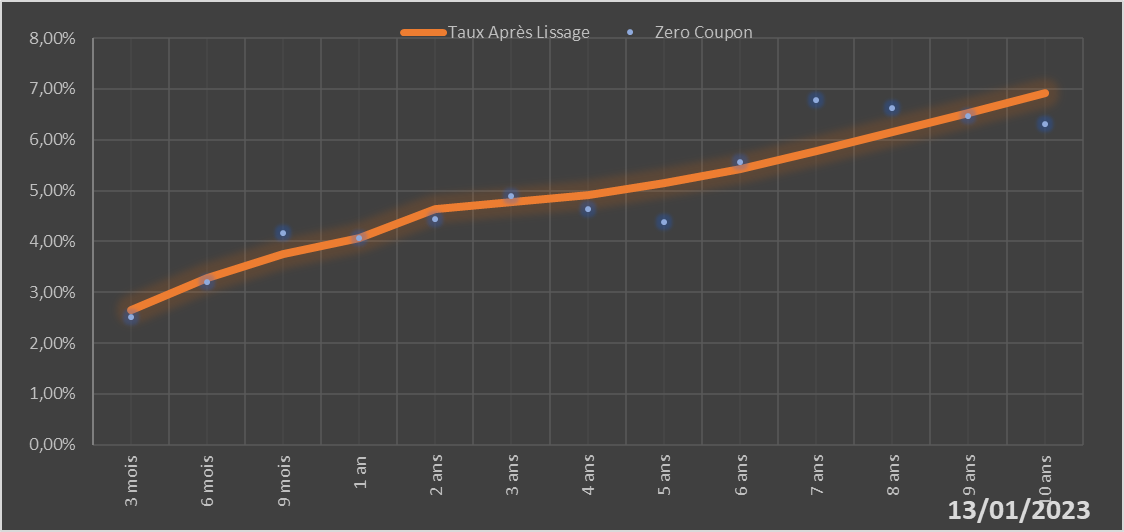 Taux Après Lissage
Zero Coupon
8,00%
7,00%
6,00%
5,00%
4,00%
3,00%
2,00%
1,00%
0,00%
3 mois
6 mois
9 mois
1 an
2 ans
3 ans
4 ans
5 ans
6 ans
7 ans
8 ans
9 ans
10 ans
13/01/2023